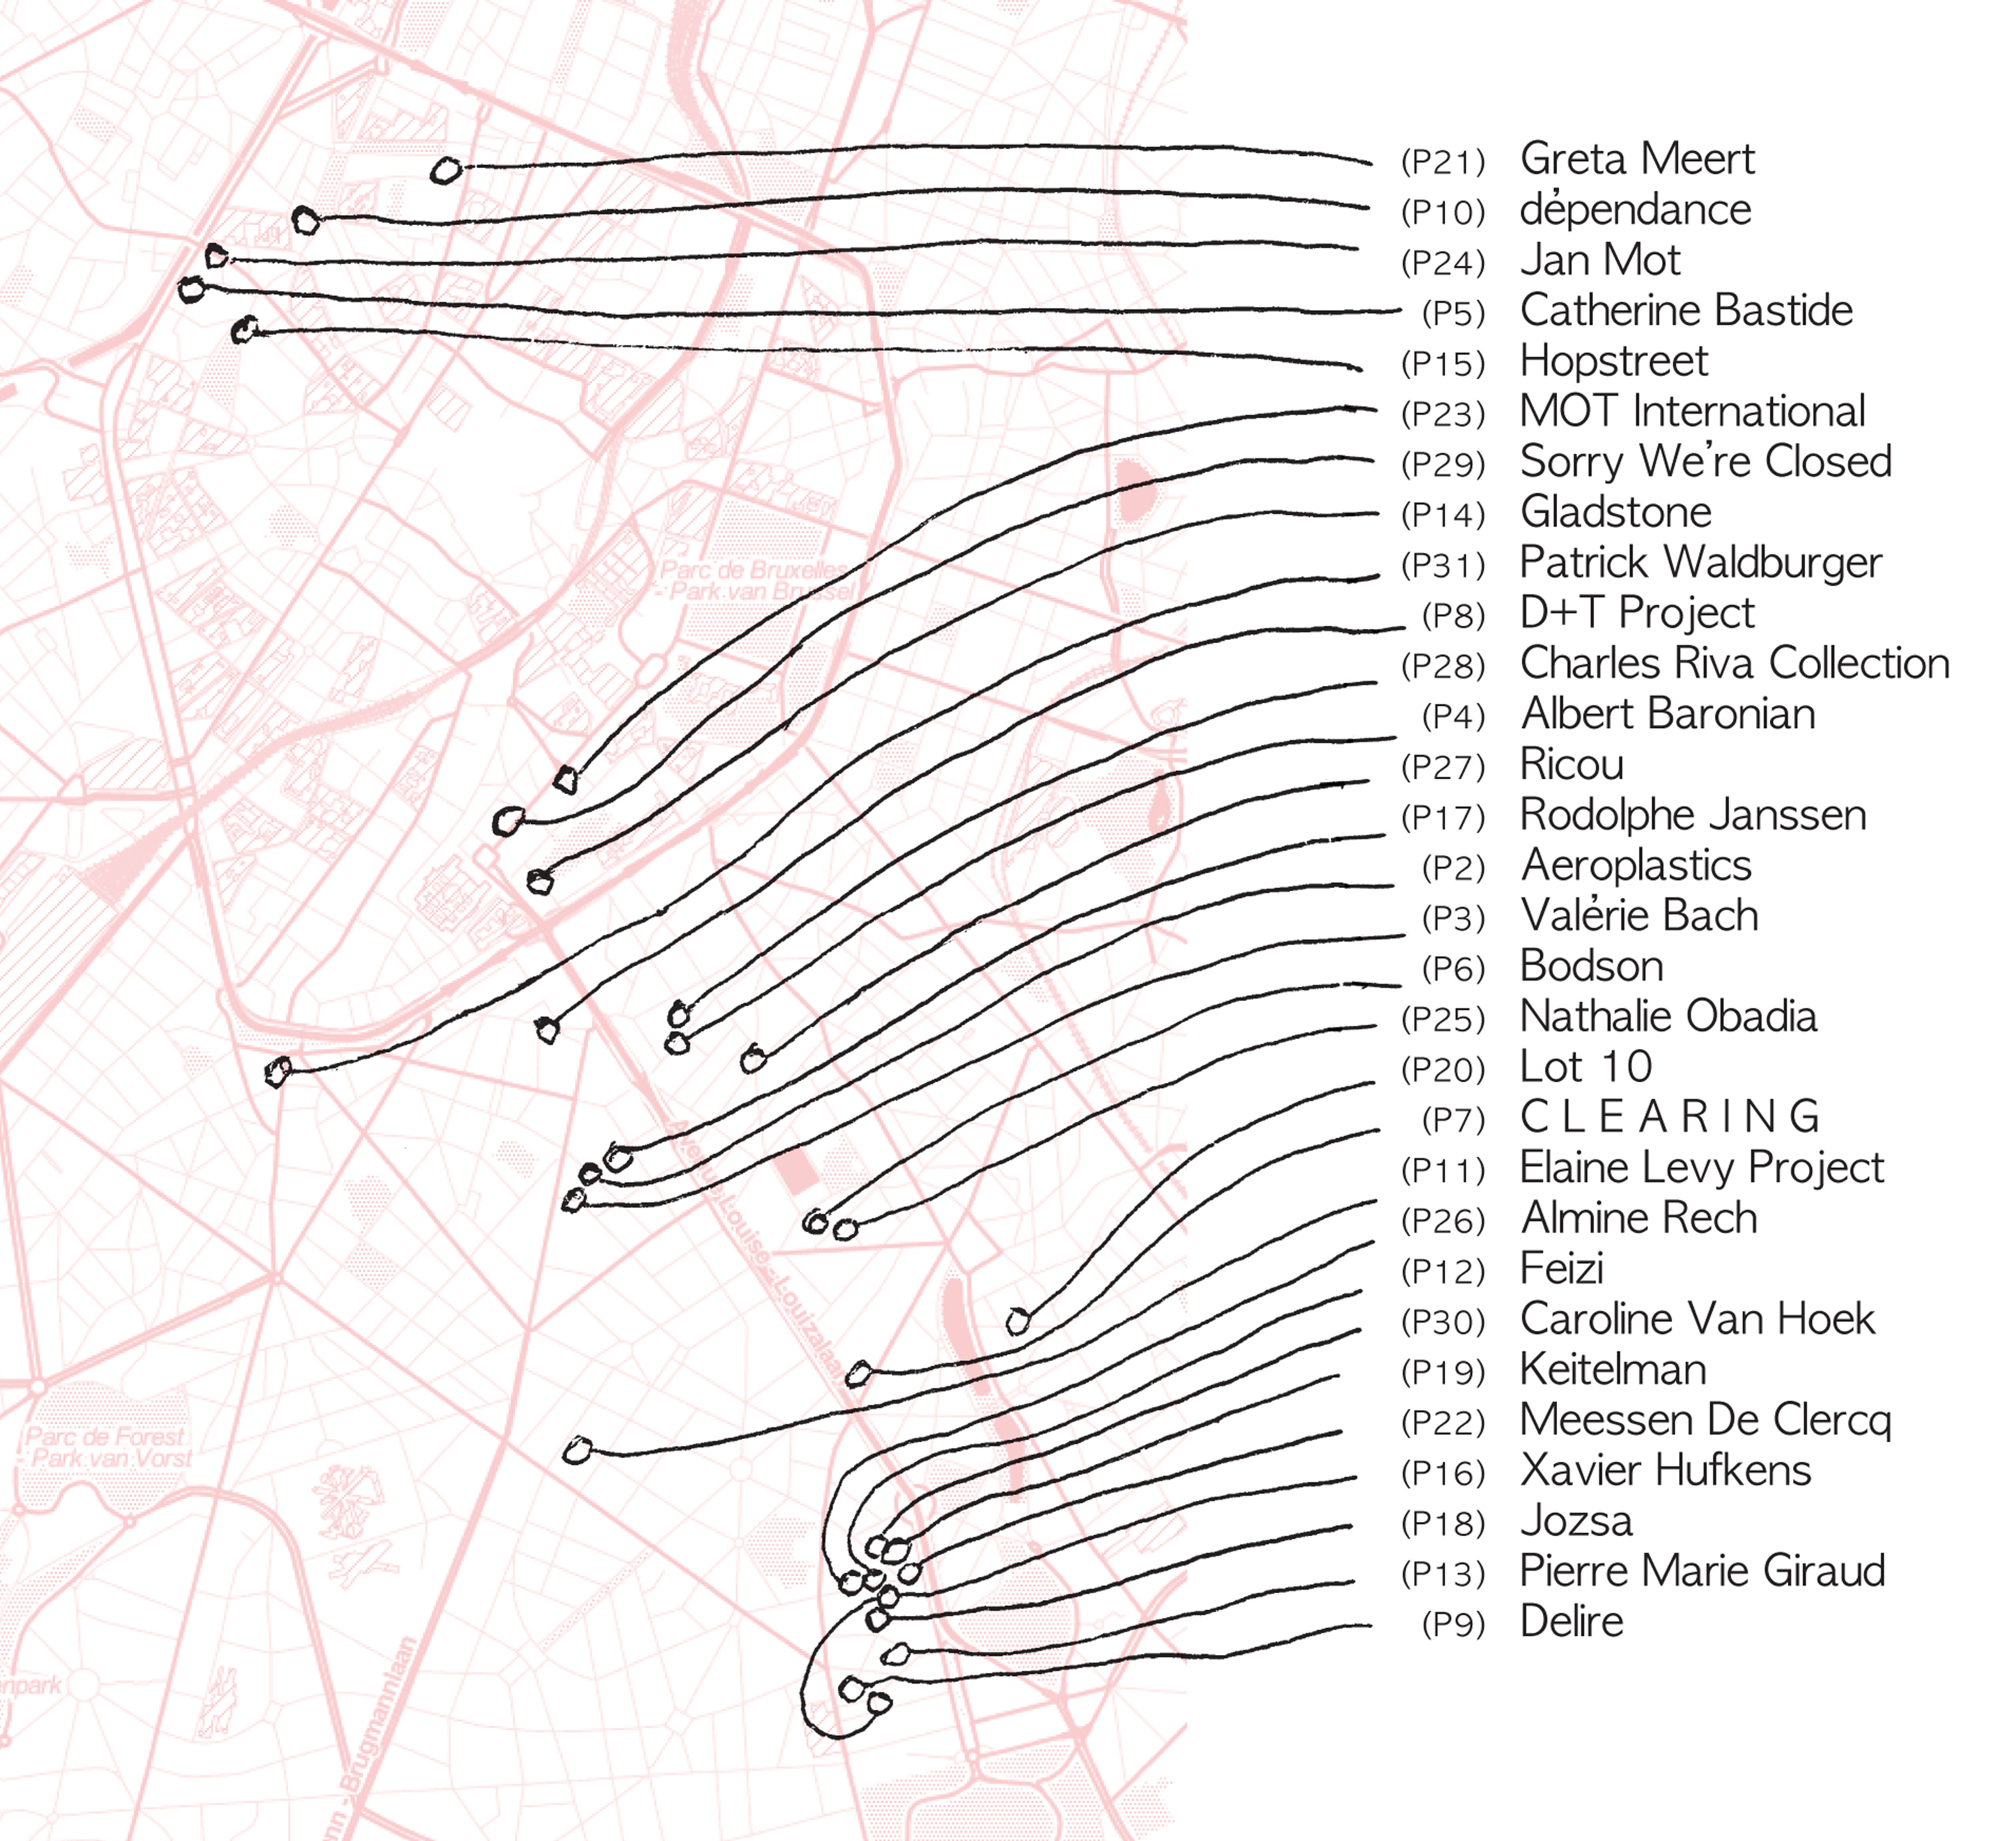 (P21) Greta Meert
(P10) dépendance
(P24) Jan Mot
(P5) Catherine Bastide
(P15) Hopstreet
(P23) MOT International
(P29) Sorry We're Closed
(P14) Gladstone
(P31) Patrick Waldburger
(P8) D+T Project
(P28) Charles Riva Collection
(P4) Albert Baronian
(P27) Ricou
(P17) Rodolphe Janssen
(P2) Aeroplastics
(P3) Valérie Bach
(P6) Bodson
(P25) Nathalie Obadia
(P20) Lot 10
(P7) C L E A R I N G
(P11) Elaine Levy Project
(P26) Almine Rech
(P12) Feizi
(P30) Caroline Van Hoek
(P19) Keitelman
(P22) Meessen De Clercq
(P16) Xavier Hufkens
(P18) Jozsa
(P13) Pierre Marie Giraud
(P9) Delire
Parc de Bruxelles
- Park van Brussel
Avenue Louise - Louizalaan
Parc de Forest
- Park van Vorst
npark
nn - Brugmannlaan